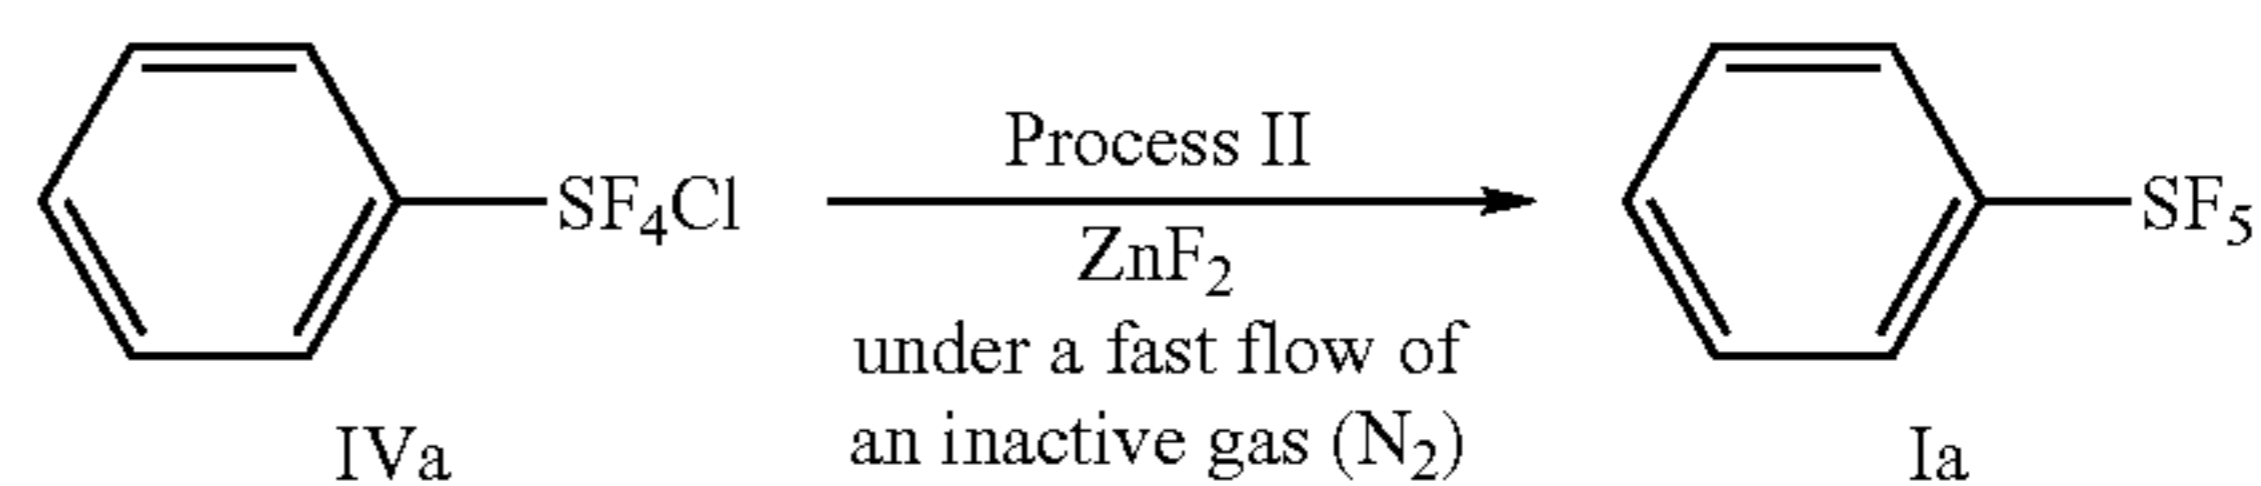 Process II
SF₄Cl
SF₅
ZnF₂
under a fast flow of
an inactive gas (N₂)
IVa
Ia